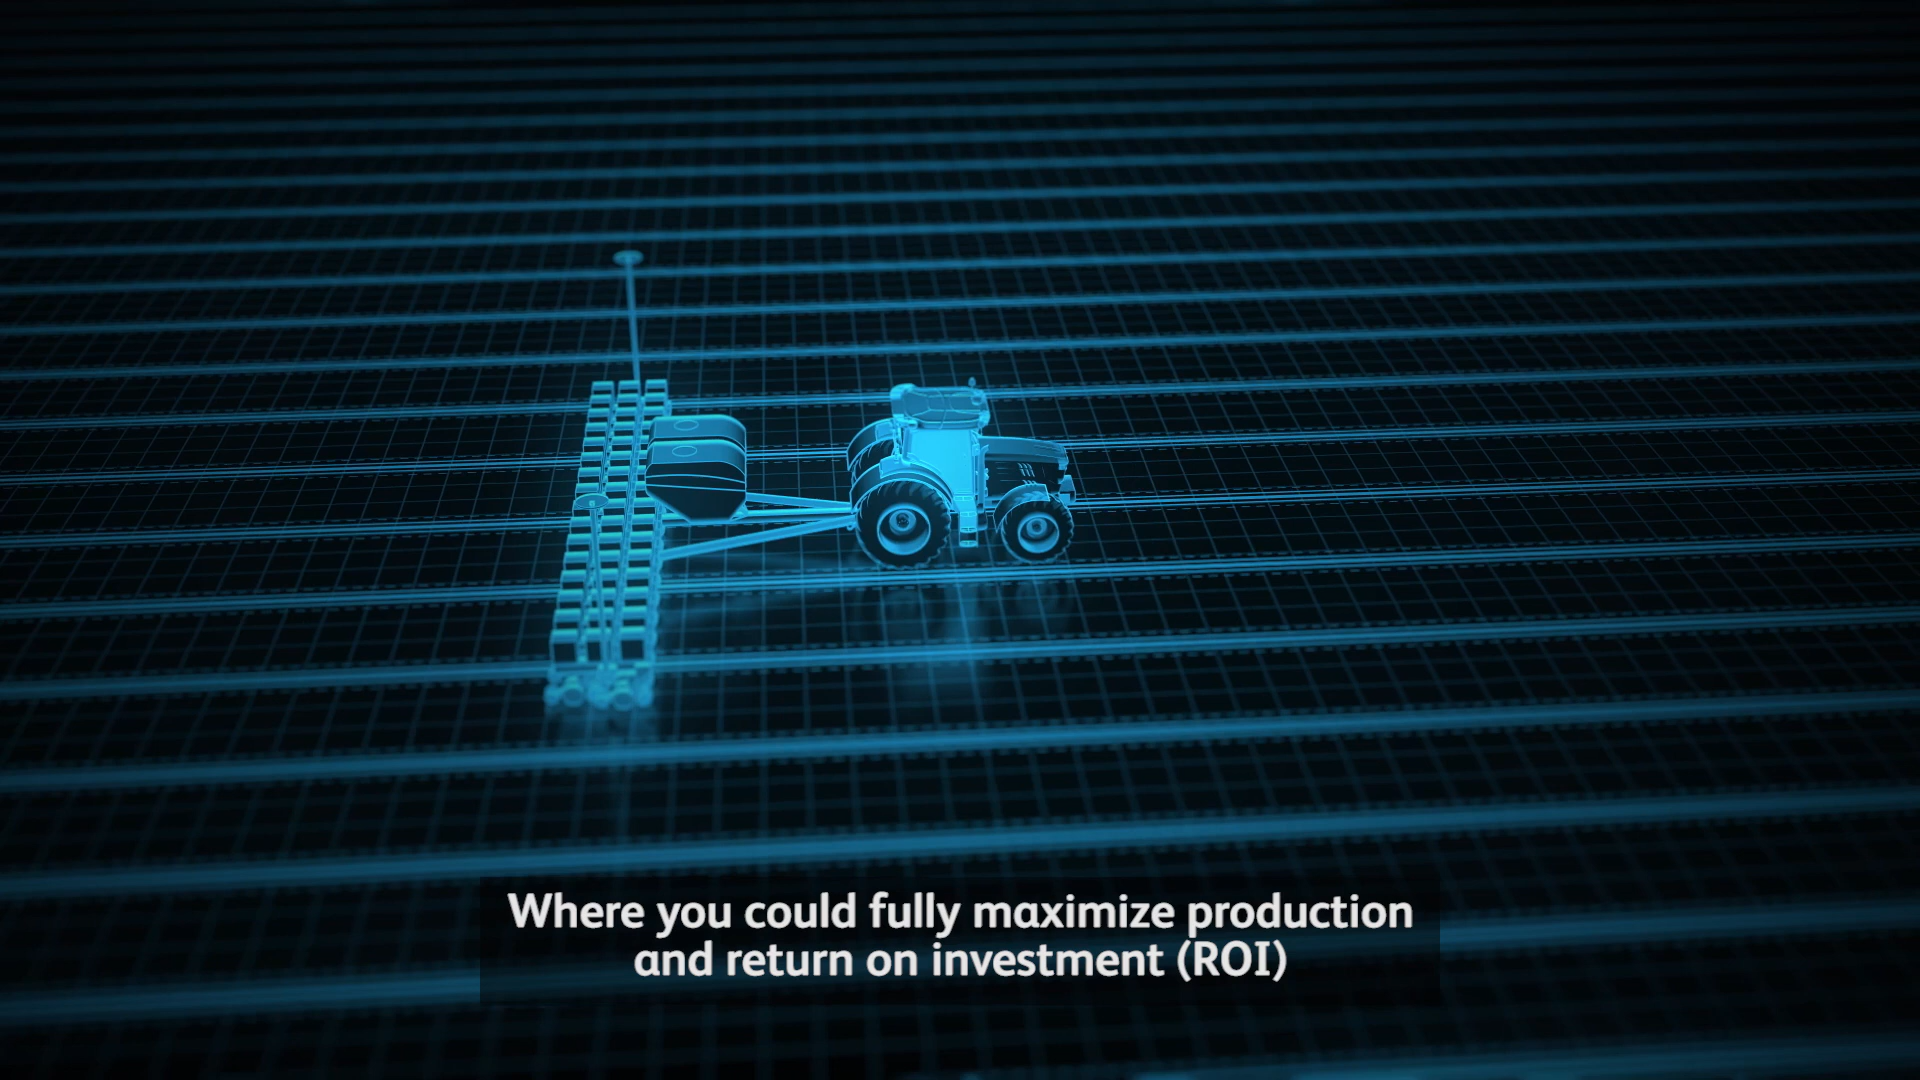 Where you could fully maximize production
and return on investment (ROI)